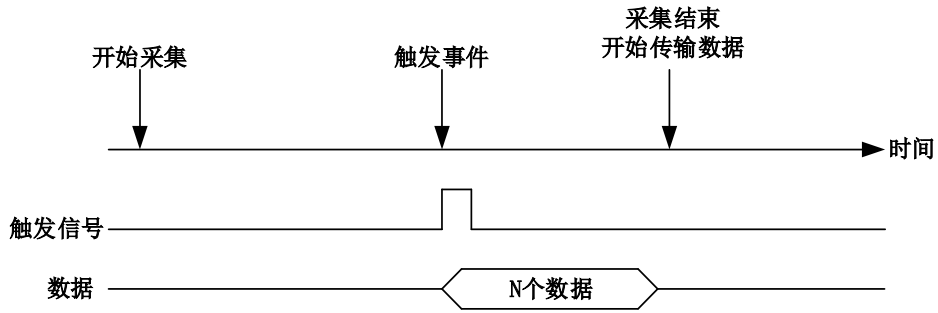 开始采集
触发事件
采集结束
开始传输数据
时间
触发信号
数据
N个数据